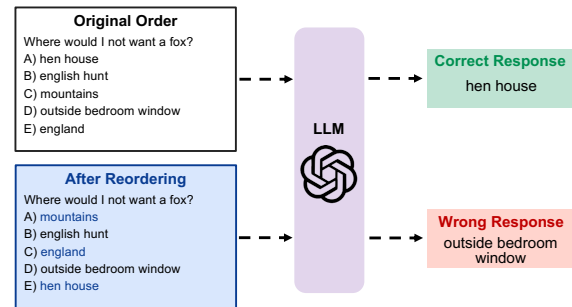 Original Order
Where would I not want a fox?
A) hen house
B) english hunt
C) mountains
D) outside bedroom window
E) england
After Reordering
Where would I not want a fox?
A) mountains
B) english hunt
C) england
D) outside bedroom window
E) hen house
LLM
Correct Response
hen house
Wrong Response
outside bedroom
window